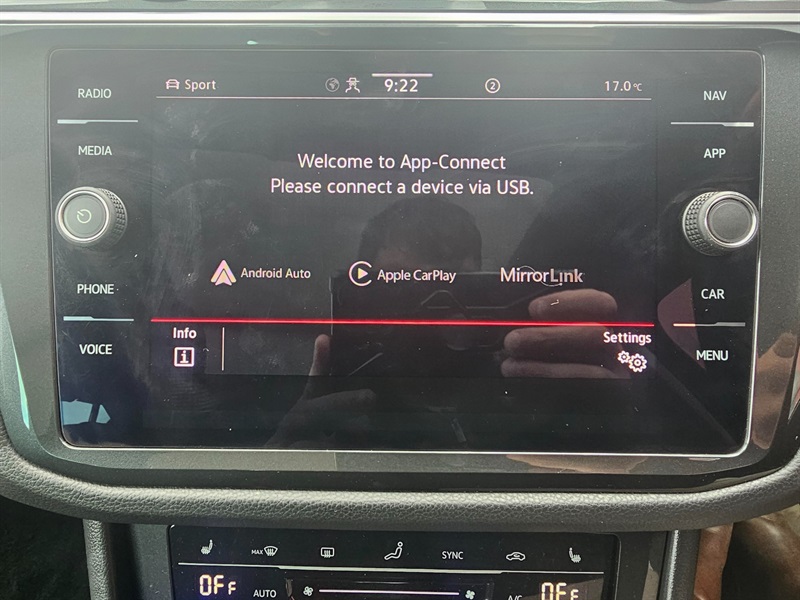 RADIO
MEDIA
PHONE
VOICE
Sport
9:22
2
17.0°C
Welcome to App-Connect
Please connect a device via USB.
Android Auto
Apple CarPlay
MirrorLink
Info
i
Settings
NAV
APP
CAR
MENU
MAX
SYNC
OFF
AUTO
A/C
OFF